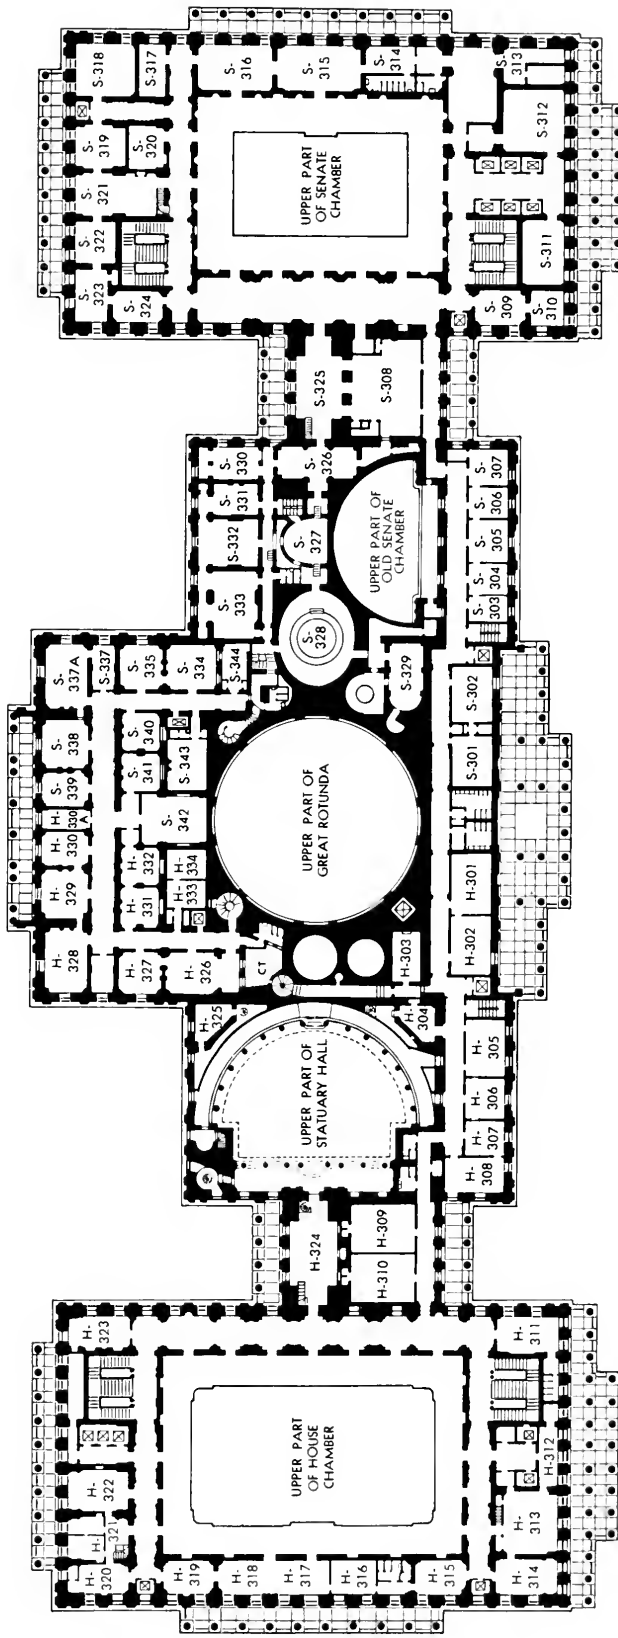 S-
318
S-317
S-
316
S-
315
S-
314
S-
313
S-
312
S-
319
S-
320
S-
321
S-
322
S-
323
S-
324
UPPER PART
OF SENATE
CHAMBER
S-311
S-
309
S-
310
S-325
S-308
S-
330
S-
326
S-
331
S-332
S-
327
S-
333
UPPER PART OF
OLD SENATE
CHAMBER
S-
307
S-
306
S-
305
S-
304
S-
303
S-
328
S-329
S-
337A
S-337
S-
335
S-
334
S-
344
S-302
S-
338
S-
340
S-
339
S-
341
S-343
S-301
H-
330
A
S-
342
H-
330
H-
332
H-
334
UPPER PART OF
GREAT ROTUNDA
H-
329
H-
331
H-
333
H-301
H-302
H-
328
H-
327
H-
326
CT
H-303
H-
325
H-
304
UPPER PART OF
STATUARY HALL
H-
305
H-
306
H-
307
H-
308
H-324
H-309
H-310
H-
323
H-
311
UPPER PART
OF HOUSE
CHAMBER
H-312
H-
322
H-
321
H-
313
H-
320
H-
319
H-
318
H-
317
H-
316
H-
315
H-
314